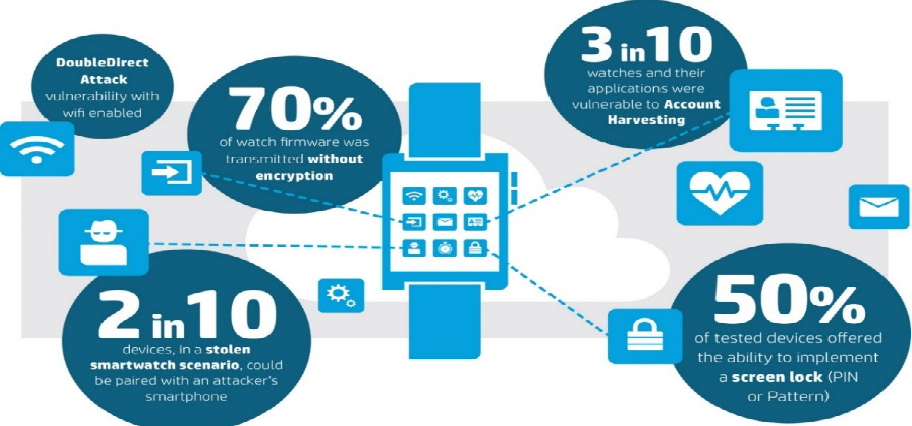 DoubleDirect
Attack
vulnerability with
wifi enabled
70%
of watch firmware was
transmitted without
encryption
3 in 10
watches and their
applications were
vulnerable to Account
Harvesting
2 in 10
devices, in a stolen
smartwatch scenario, could
be paired with an attacker's
smartphone
50%
of tested devices offered
the ability to implement
a screen lock (PIN
or Pattern)